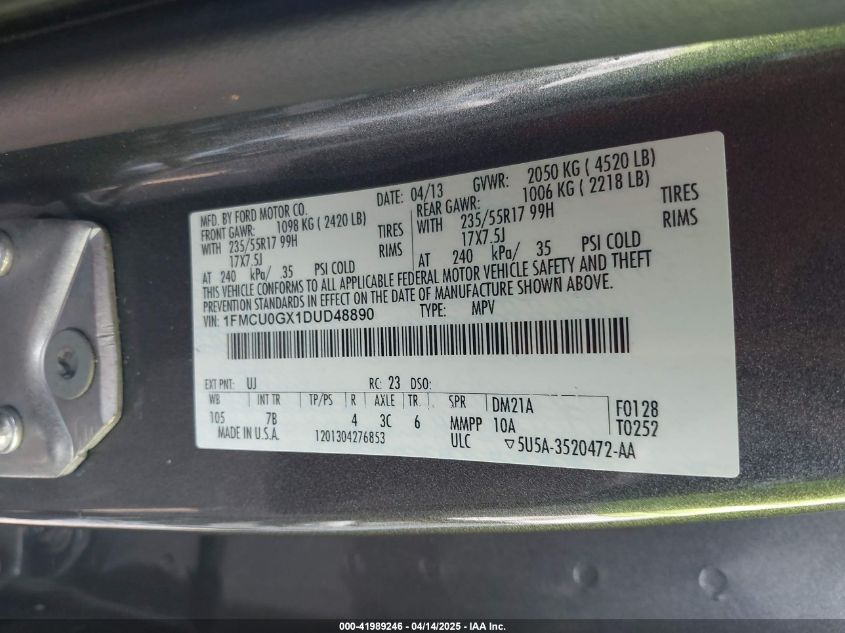 MFD. BY FORD MOTOR CO. DATE: 04/13 GVWR: 2050 KG ( 4520 LB)
FRONT GAWR: 1098 KG ( 2420 LB) REAR GAWR: 1006 KG ( 2218 LB)
WITH 235/55R17 99H TIRES WITH 235/55R17 99H TIRES
17X7.5J RIMS 17X7.5J RIMS
AT 240 kPa/ 35 PSI COLD AT 240 kPa/ 35 PSI COLD
THIS VEHICLE CONFORMS TO ALL APPLICABLE FEDERAL MOTOR VEHICLE SAFETY AND THEFT
PREVENTION STANDARDS IN EFFECT ON THE DATE OF MANUFACTURE SHOWN ABOVE.
VIN: 1FMCU0GX1DUD48890 TYPE: MPV
EXT PNT: UJ RC: 23 DSO:
WB INT TR TP/PS R AXLE TR SPR DM21A F0128
105 7B 4 3C 6 MMPP 10A T0252
MADE IN U.S.A. 1201304276853 ULC ▽5U5A-3520472-AA
000-41989246 - 04/14/2025 - IAA Inc.